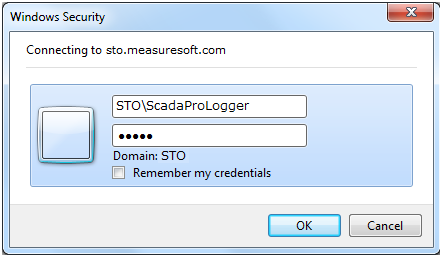 Windows Security
Connecting to sto.measuresoft.com
STO\ScadaProLogger
●●●●●
Domain: STO
Remember my credentials
OK
Cancel